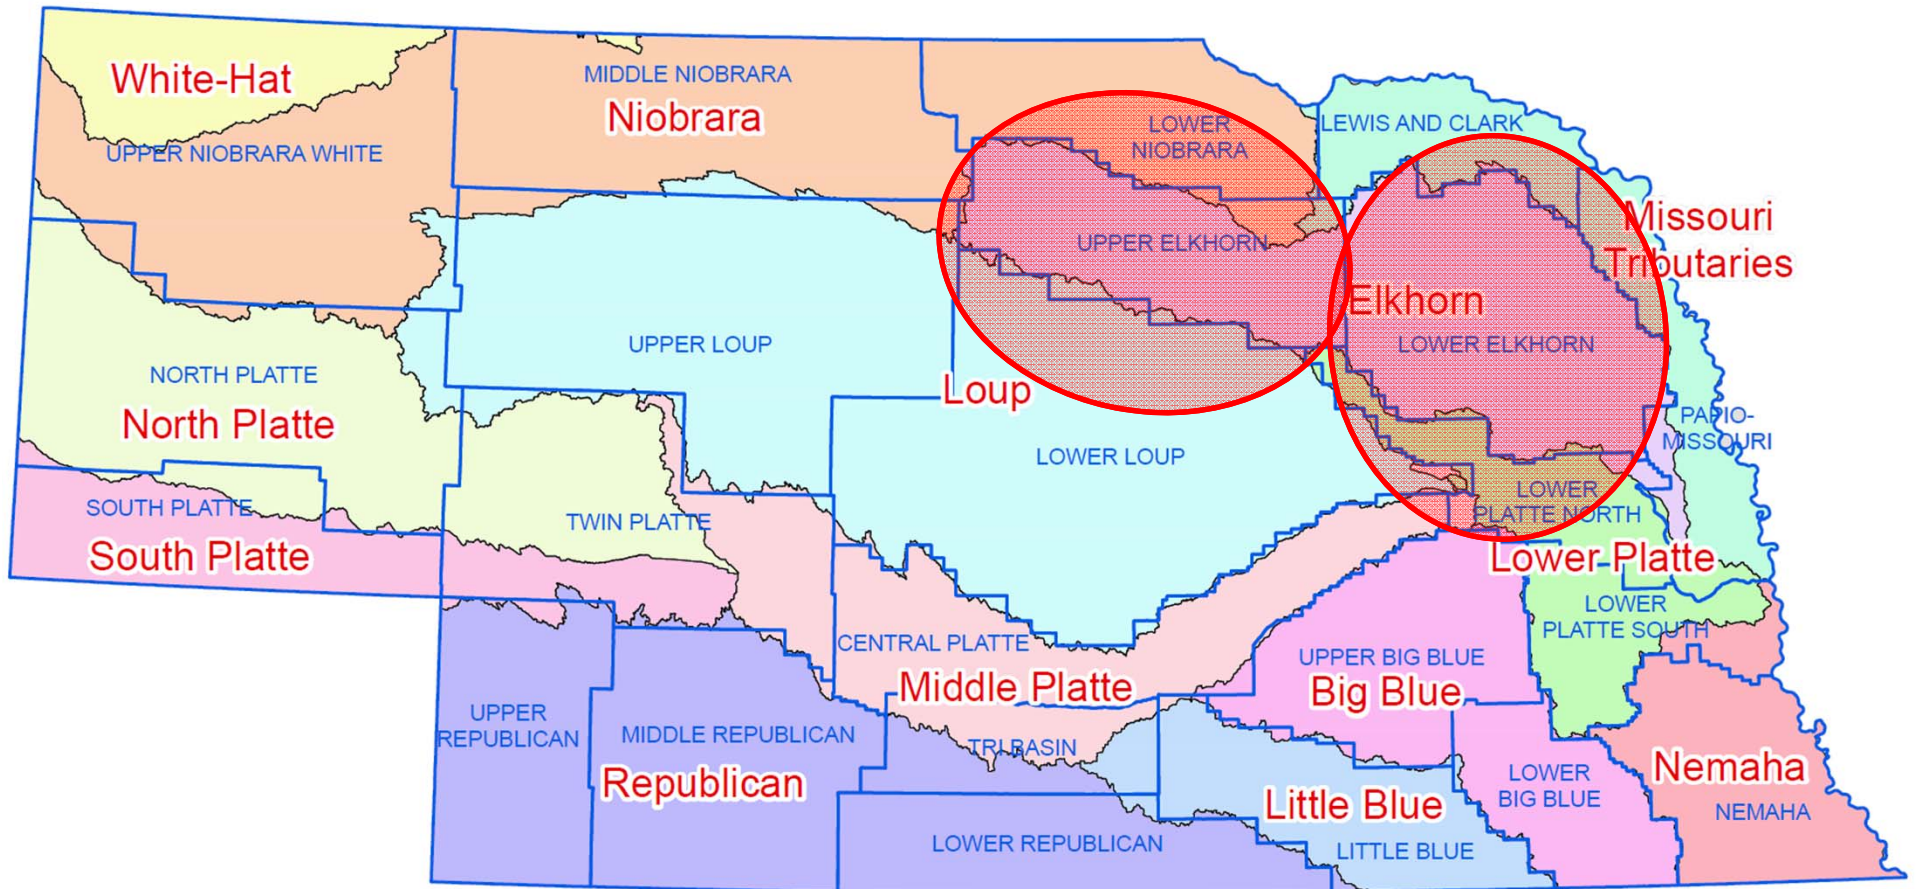 White-Hat
MIDDLE NIOBRARA
Niobrara
UPPER NIOBRARA WHITE
LOWER
NIOBRARA
LEWIS AND CLARK
Missouri
Tributaries
UPPER ELKHORN
Elkhorn
LOWER ELKHORN
UPPER LOUP
NORTH PLATTE
North Platte
Loup
LOWER LOUP
PAPIO-
MISSOURI
SOUTH PLATTE
South Platte
TWIN PLATTE
LOWER
PLATTE NORTH
Lower Platte
LOWER
PLATTE SOUTH
CENTRAL PLATTE
Middle Platte
UPPER BIG BLUE
Big Blue
UPPER
REPUBLICAN
MIDDLE REPUBLICAN
Republican
TRI BASIN
LOWER
BIG BLUE
Nemaha
NEMAHA
Little Blue
LITTLE BLUE
LOWER REPUBLICAN